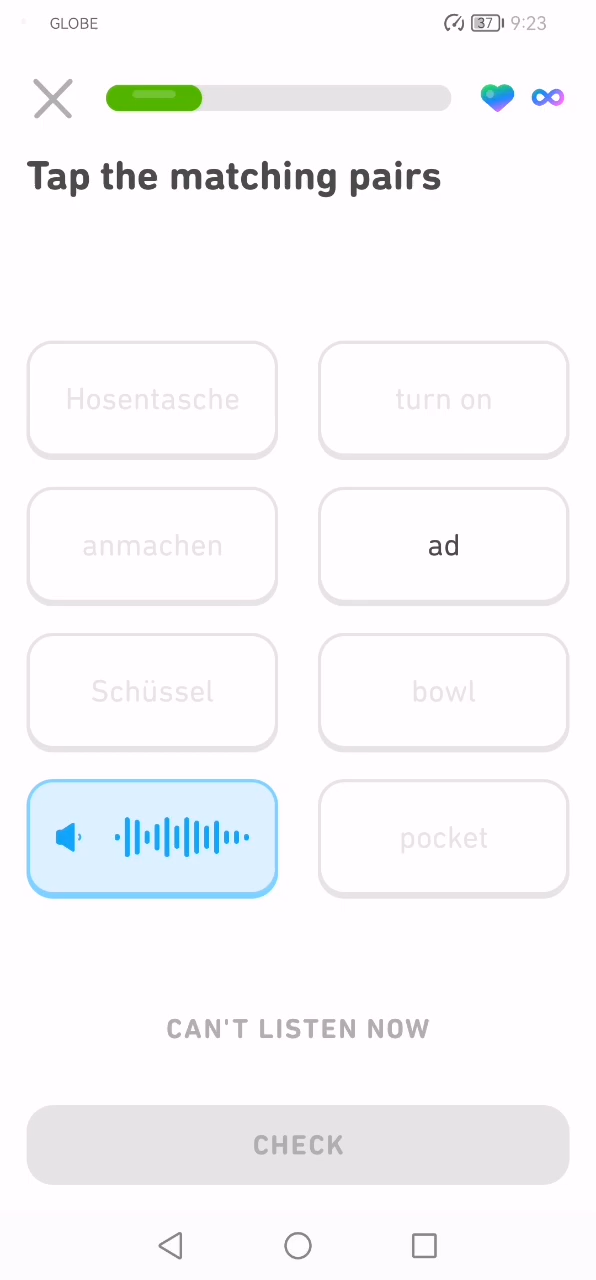 GLOBE 37 9:23
Tap the matching pairs
Hosentasche turn on
anmachen ad
Schüssel bowl
pocket
CAN'T LISTEN NOW
CHECK